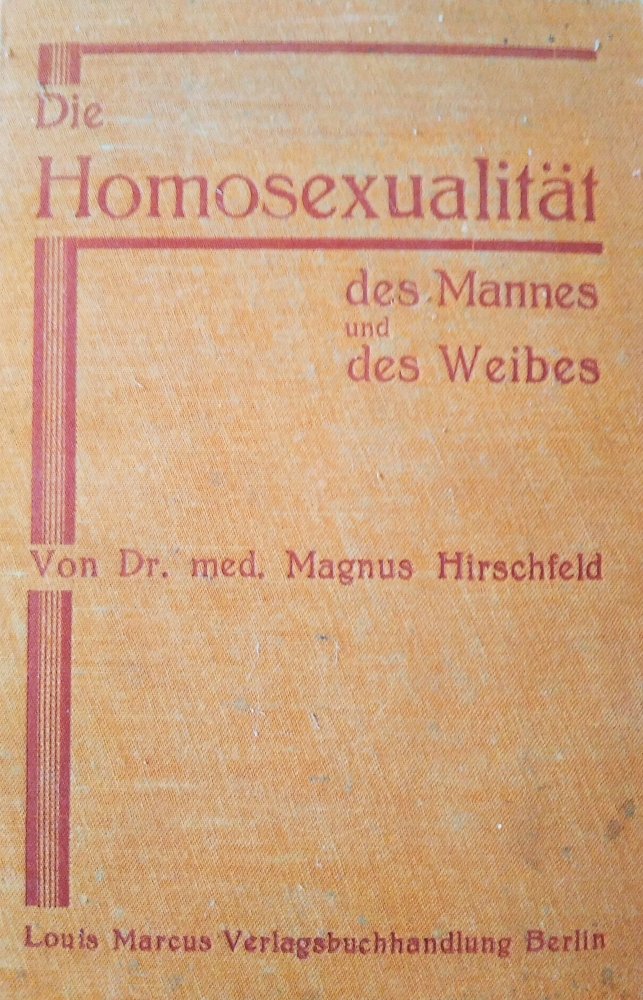 Die
Homosexualität
des Mannes
und
des Weibes
Von Dr. med. Magnus Hirschfeld
Louis Marcus Verlagsbuchhandlung Berlin